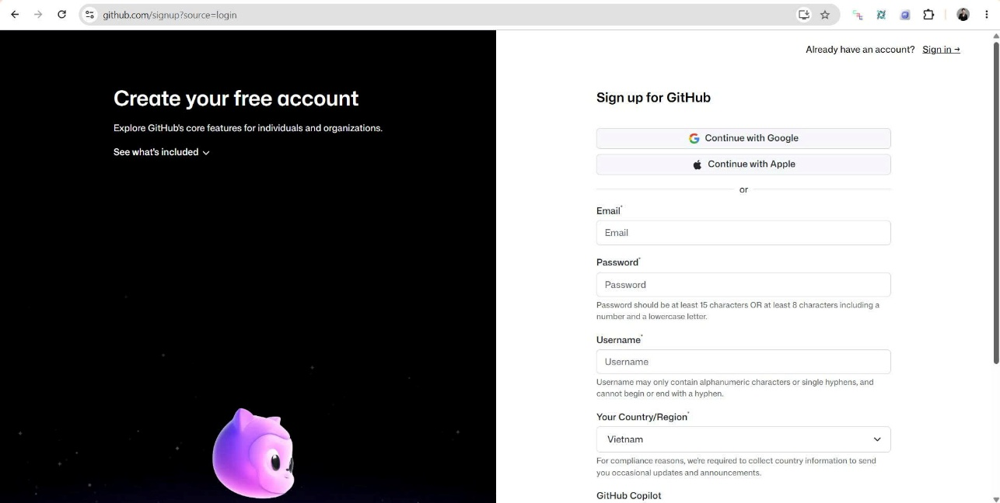 github.com/signup?source=login
Already have an account? Sign in →
Create your free account
Explore GitHub's core features for individuals and organizations.
See what's included
Sign up for GitHub
Continue with Google
Continue with Apple
or
Email*
Email
Password*
Password
Password should be at least 15 characters OR at least 8 characters including a
number and a lowercase letter.
Username*
Username
Username may only contain alphanumeric characters or single hyphens, and
cannot begin or end with a hyphen.
Your Country/Region*
Vietnam
For compliance reasons, we're required to collect country information to send
you occasional updates and announcements.
GitHub Copilot